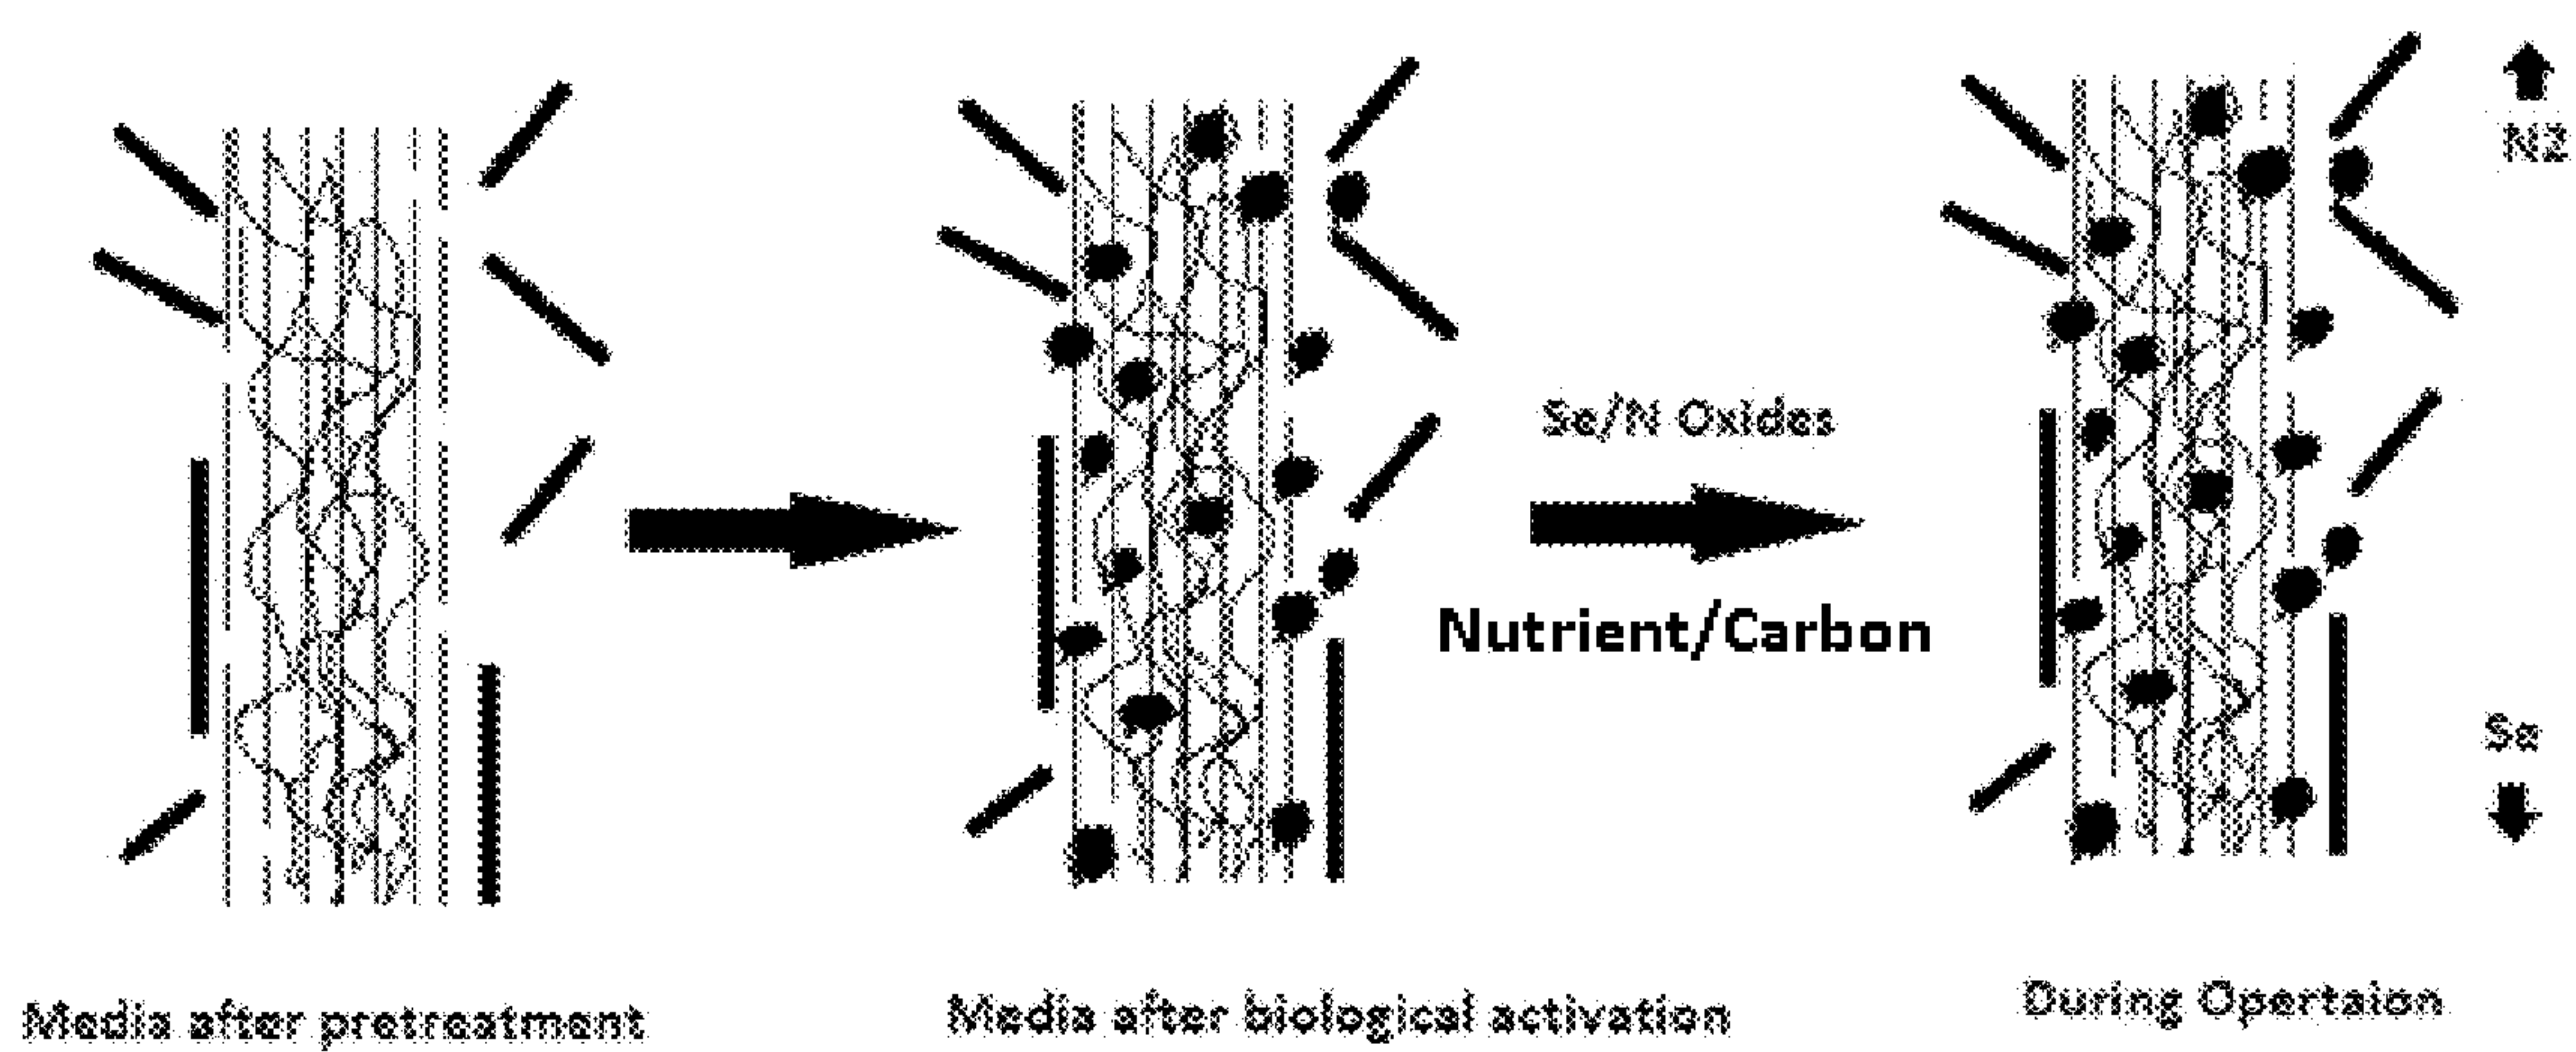 N2
Se/N Oxides
Nutrient/Carbon
Se
Media after pretreatment
Media after biological activation
During Opertaion